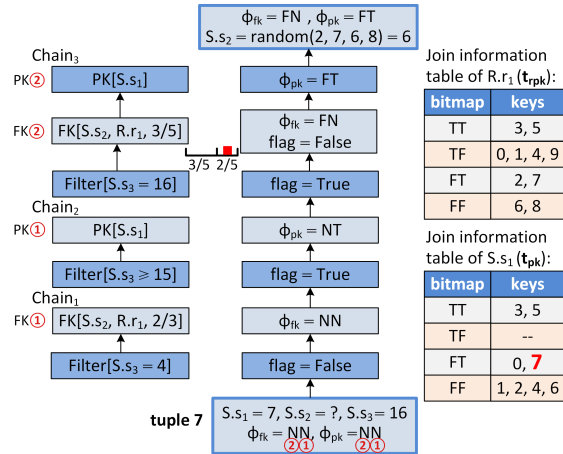 ϕfk = FN , ϕpk = FT
S.s₂ = random(2, 7, 6, 8) = 6
Chain₃
PK②
PK[S.s₁]
ϕpk = FT
FK②
FK[S.s₂, R.r₁, 3/5]
ϕfk = FN
flag = False
3/5
2/5
Filter[S.s₃ = 16]
flag = True
Chain₂
PK①
PK[S.s₁]
ϕpk = NT
Filter[S.s₃ ⩾ 15]
flag = True
Chain₁
FK①
FK[S.s₂, R.r₁, 2/3]
ϕfk = NN
Filter[S.s₃ = 4]
flag = False
tuple 7
S.s₁ = 7, S.s₂ = ?, S.s₃= 16
ϕfk = NN, ϕpk = NN
②① ②①
Join information
table of R.r₁ (trpk):
bitmap keys
TT 3, 5
TF 0, 1, 4, 9
FT 2, 7
FF 6, 8
Join information
table of S.s₁ (tpk):
bitmap keys
TT 3, 5
TF --
FT 0, 7
FF 1, 2, 4, 6